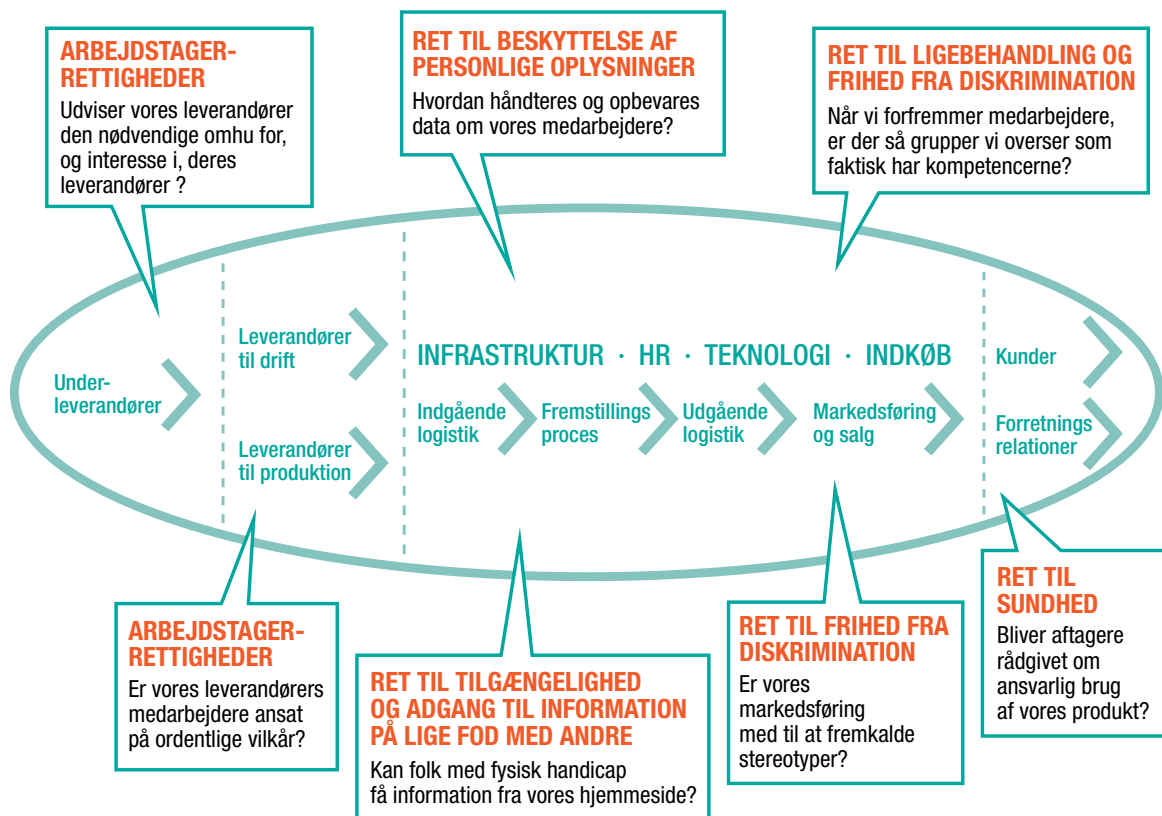 ARBEJDSTAGER-
RETTIGHEDER
Udviser vores leverandører
den nødvendige omhu for,
og interesse i, deres
leverandører ?
RET TIL BESKYTTELSE AF
PERSONLIGE OPLYSNINGER
Hvordan håndteres og opbevares
data om vores medarbejdere?
RET TIL LIGEBEHANDLING OG
FRIHED FRA DISKRIMINATION
Når vi forfremmer medarbejdere,
er der så grupper vi overser som
faktisk har kompetencerne?
Under-
leverandører
Leverandører
til drift
Leverandører
til produktion
INFRASTRUKTUR · HR · TEKNOLOGI · INDKØB
Indgående
logistik
Fremstillings
proces
Udgående
logistik
Markedsføring
og salg
Kunder
Forretnings
relationer
ARBEJDSTAGER-
RETTIGHEDER
Er vores leverandørers
medarbejdere ansat
på ordentlige vilkår?
RET TIL TILGÆNGELIGHED
OG ADGANG TIL INFORMATION
PÅ LIGE FOD MED ANDRE
Kan folk med fysisk handicap
få information fra vores hjemmeside?
RET TIL FRIHED FRA
DISKRIMINATION
Er vores
markedsføring
med til at fremkalde
stereotyper?
RET TIL
SUNDHED
Bliver aftagere
rådgivet om
ansvarlig brug
af vores produkt?